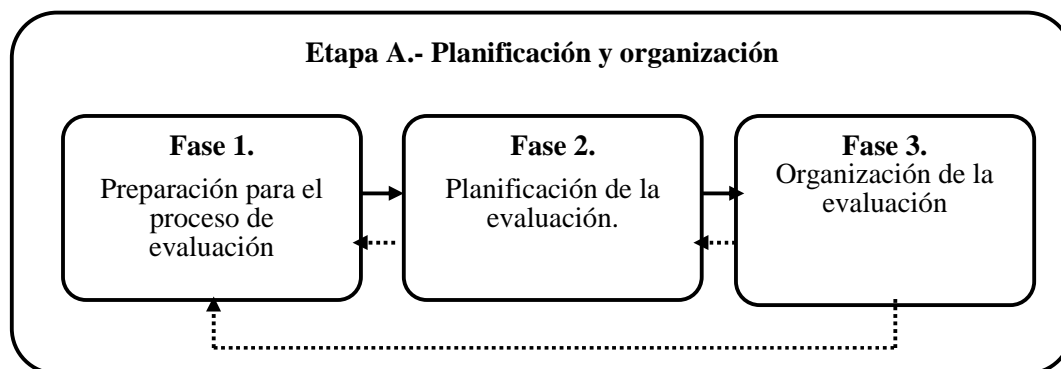 Etapa A.- Planificación y organización
Fase 1.
Preparación para el
proceso de
evaluación
Fase 2.
Planificación de la
evaluación.
Fase 3.
Organización de la
evaluación